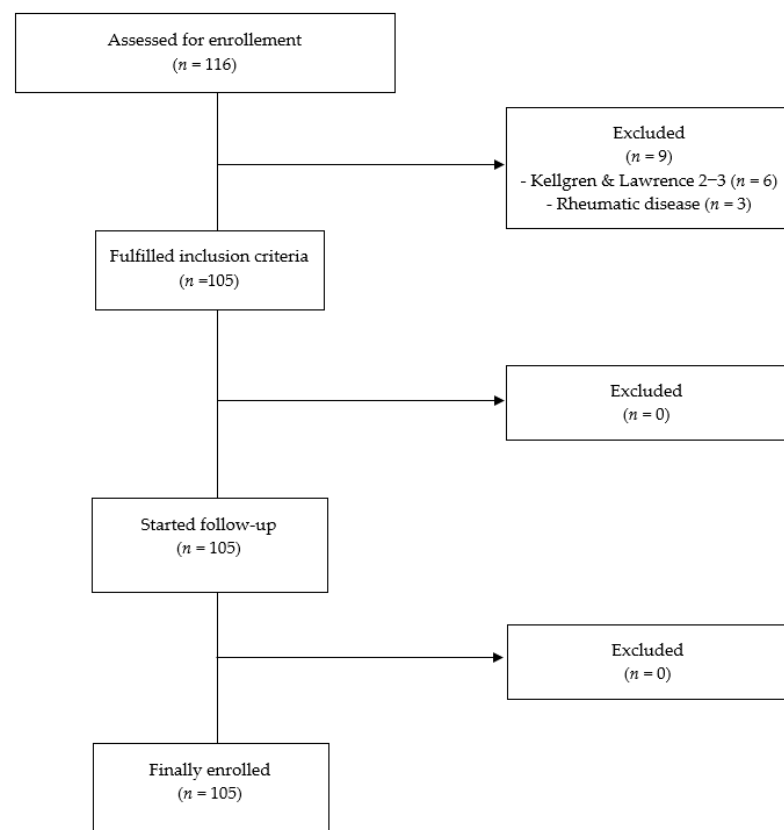 Assessed for enrollement
(n = 116)
Excluded
(n = 9)
- Kellgren & Lawrence 2−3 (n = 6)
- Rheumatic disease (n = 3)
Fulfilled inclusion criteria
(n =105)
Excluded
(n = 0)
Started follow-up
(n = 105)
Excluded
(n = 0)
Finally enrolled
(n = 105)